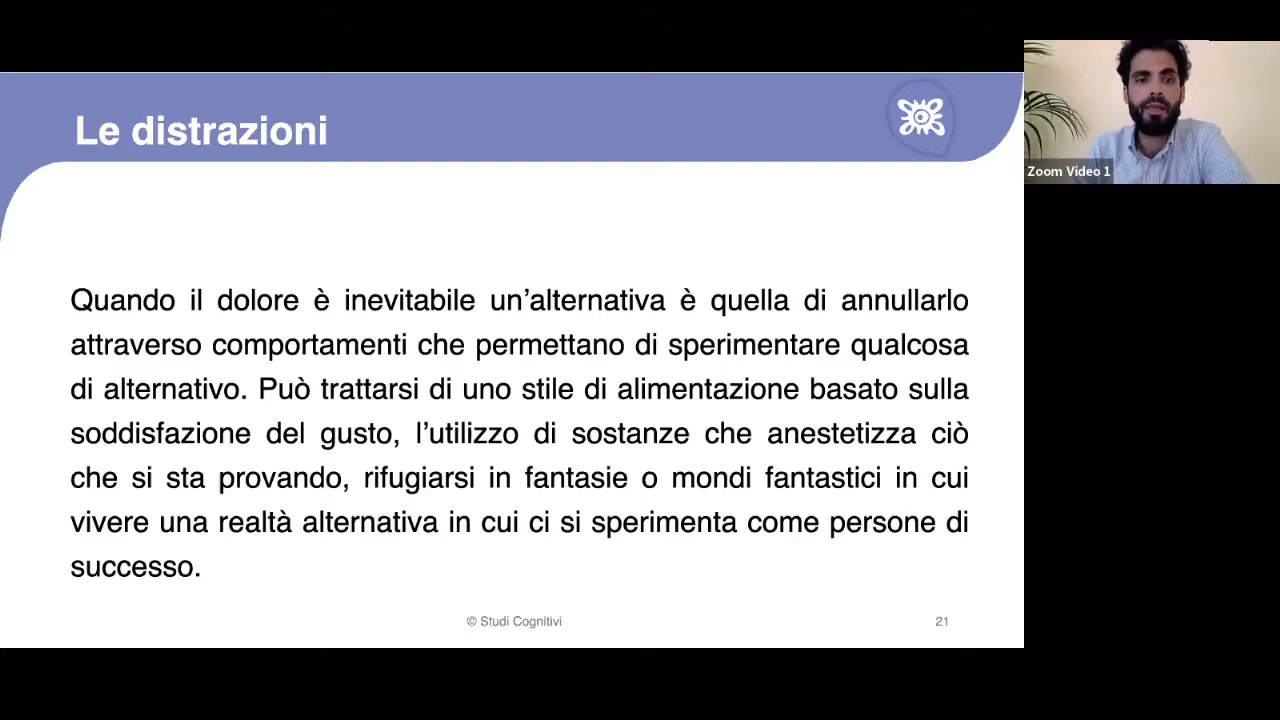 Le distrazioni
Zoom Video 1
Quando il dolore è inevitabile un’alternativa è quella di annullarlo
attraverso comportamenti che permettano di sperimentare qualcosa
di alternativo. Può trattarsi di uno stile di alimentazione basato sulla
soddisfazione del gusto, l’utilizzo di sostanze che anestetizza ciò
che si sta provando, rifugiarsi in fantasie o mondi fantastici in cui
vivere una realtà alternativa in cui ci si sperimenta come persone di
successo.
© Studi Cognitivi
21